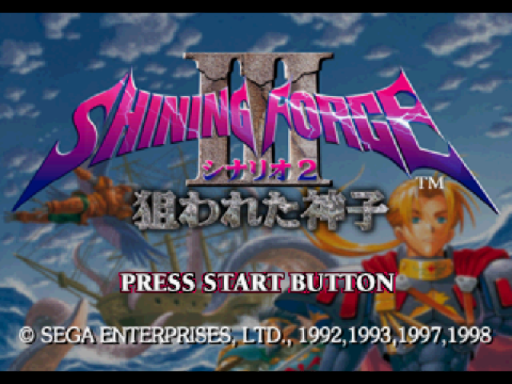 SHINING FORCE III
シナリオ2
狙われた神子
TM
PRESS START BUTTON
© SEGA ENTERPRISES, LTD., 1992,1993,1997,1998